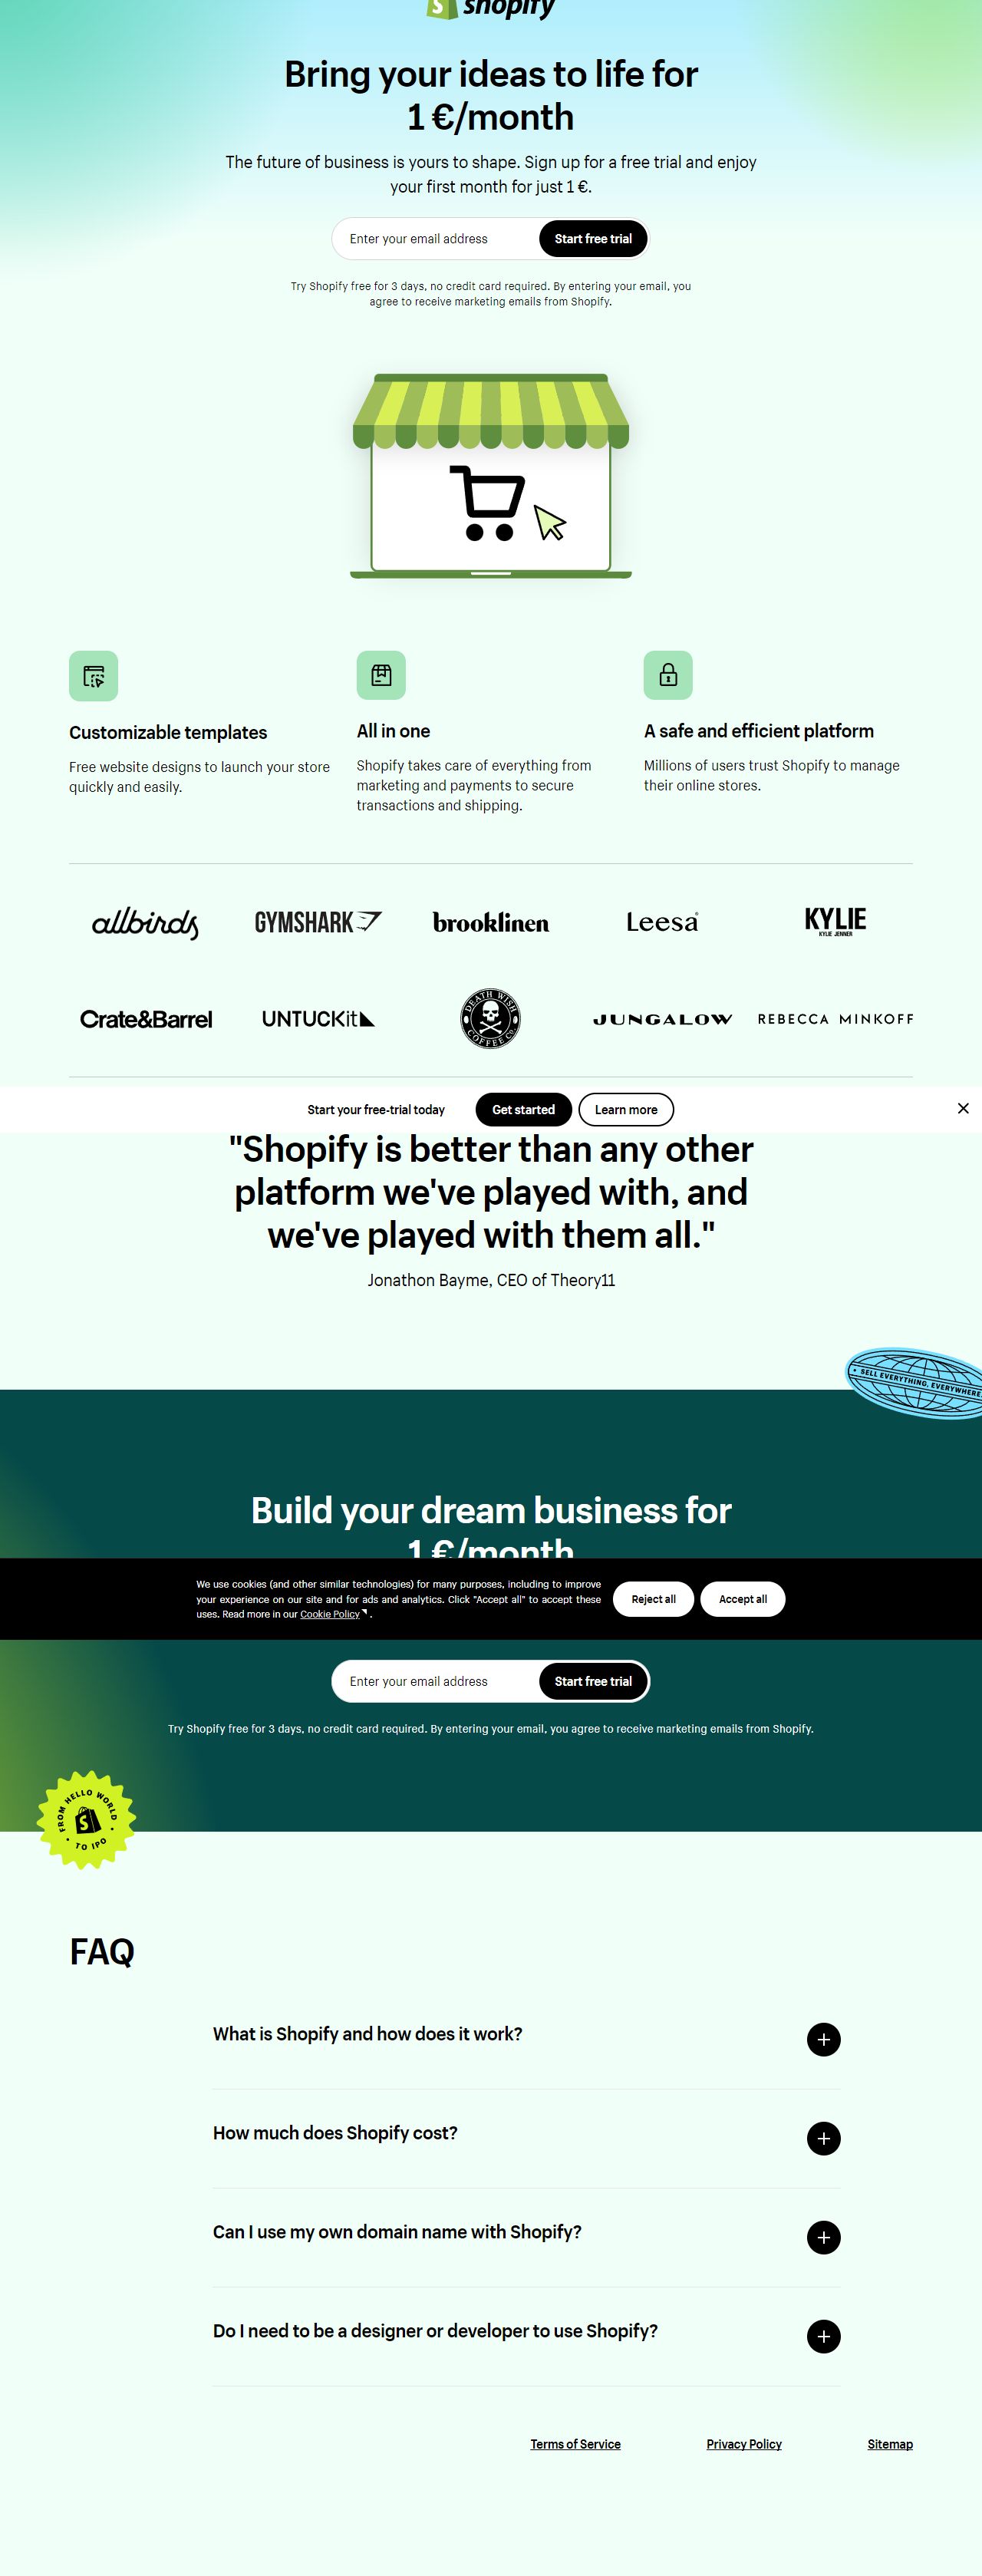 shopify
Bring your ideas to life for
1 €/month
The future of business is yours to shape. Sign up for a free trial and enjoy
your first month for just 1 €.
Enter your email address
Start free trial
Try Shopify free for 3 days, no credit card required. By entering your email, you
agree to receive marketing emails from Shopify.
Customizable templates
Free website designs to launch your store
quickly and easily.
All in one
Shopify takes care of everything from
marketing and payments to secure
transactions and shipping.
A safe and efficient platform
Millions of users trust Shopify to manage
their online stores.
allbirds
GYMSHARK
brooklinen
Leesa
KYLIE
KYLIE JENNER
Crate&Barrel
UNTUCKit
DEATH WISH
COFFEE CO.
JUNGALOW
REBECCA MINKOFF
Start your free-trial today
Get started
Learn more
"Shopify is better than any other
platform we've played with, and
we've played with them all."
Jonathon Bayme, CEO of Theory11
• SELL EVERYTHING, EVERYWHERE
Build your dream business for
1 €/month
We use cookies (and other similar technologies) for many purposes, including to improve
your experience on our site and for ads and analytics. Click "Accept all" to accept these
uses. Read more in our Cookie Policy .
Reject all
Accept all
Enter your email address
Start free trial
Try Shopify free for 3 days, no credit card required. By entering your email, you agree to receive marketing emails from Shopify.
FROM HELLO WORLD
• TO IPO •
FAQ
What is Shopify and how does it work?
How much does Shopify cost?
Can I use my own domain name with Shopify?
Do I need to be a designer or developer to use Shopify?
Terms of Service
Privacy Policy
Sitemap